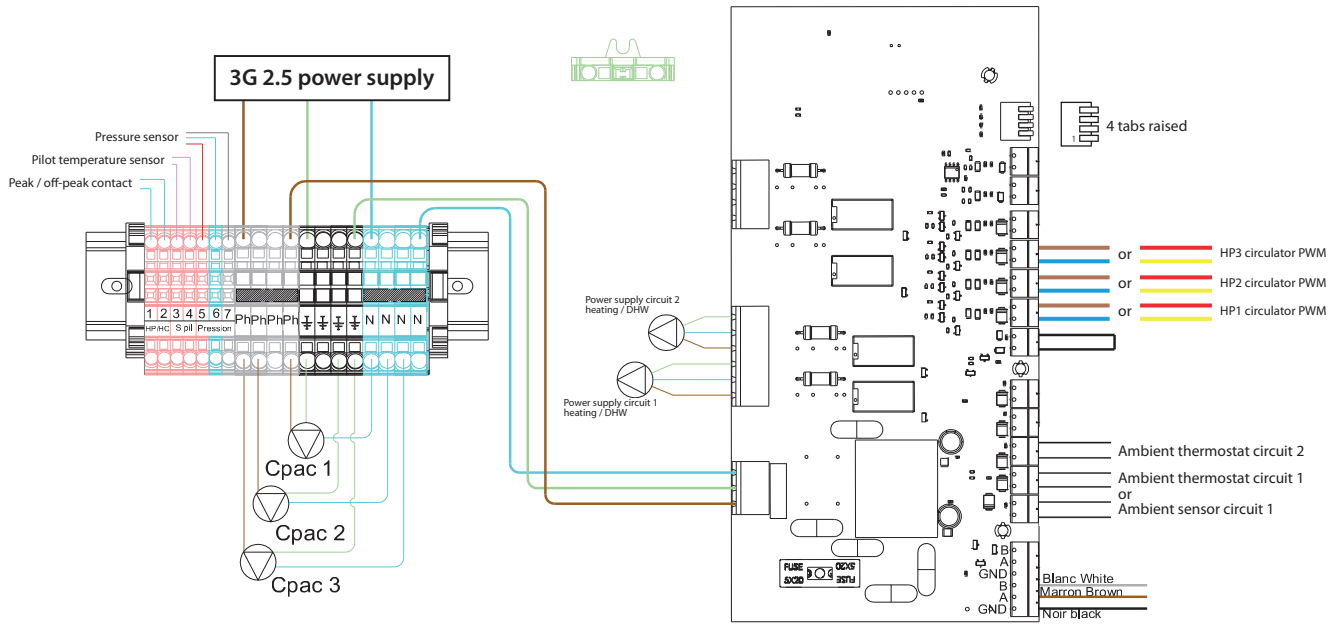 3G 2.5 power supply
Pressure sensor
Pilot temperature sensor
Peak / off-peak contact
1 2 3 4 5 6 7 Ph Ph Ph Ph N N N N
HP/HC S pil Pression
Cpac 1
Cpac 2
Cpac 3
Power supply circuit 2
heating / DHW
Power supply circuit 1
heating / DHW
1
4 tabs raised
or
HP3 circulator PWM
or
HP2 circulator PWM
or
HP1 circulator PWM
Ambient thermostat circuit 2
Ambient thermostat circuit 1
or
Ambient sensor circuit 1
B
A
GND
B
A
GND
Blanc White
Marron Brown
Noir black
FUSE
5X20
FUSE
5X20